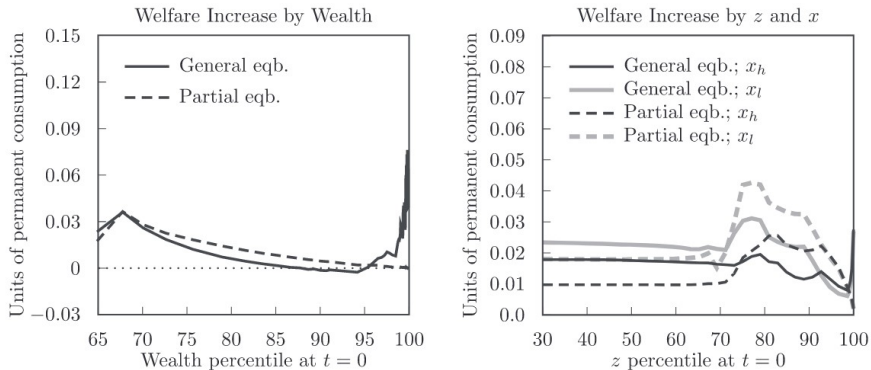 Welfare Increase by Wealth
Units of permanent consumption
0.15
0.12
0.09
0.06
0.03
0
−0.03
General eqb.
Partial eqb.
65 70 75 80 85 90 95 100
Wealth percentile at t = 0
Welfare Increase by z and x
Units of permanent consumption
0.09
0.08
0.07
0.06
0.05
0.04
0.03
0.02
0.01
0.0
General eqb.; x_h
General eqb.; x_l
Partial eqb.; x_h
Partial eqb.; x_l
30 40 50 60 70 80 90 100
z percentile at t = 0